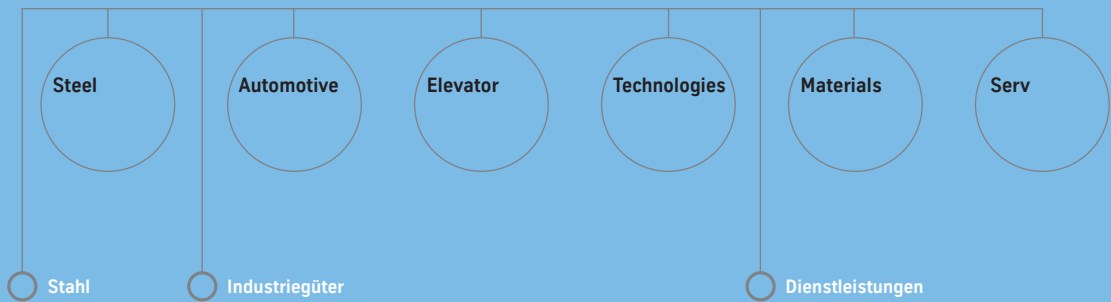 Steel
Automotive
Elevator
Technologies
Materials
Serv
Stahl
Industriegüter
Dienstleistungen